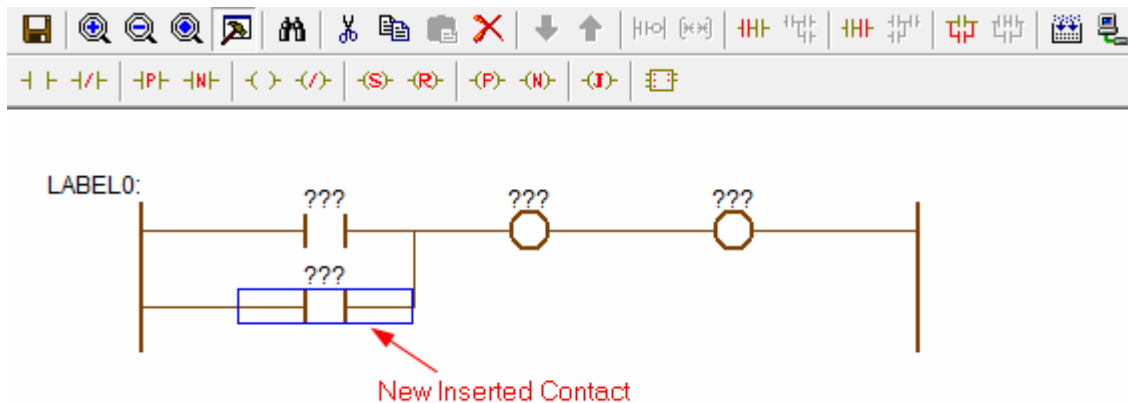 P N S R P N J
LABEL0:
??? ??? ???
???
New Inserted Contact